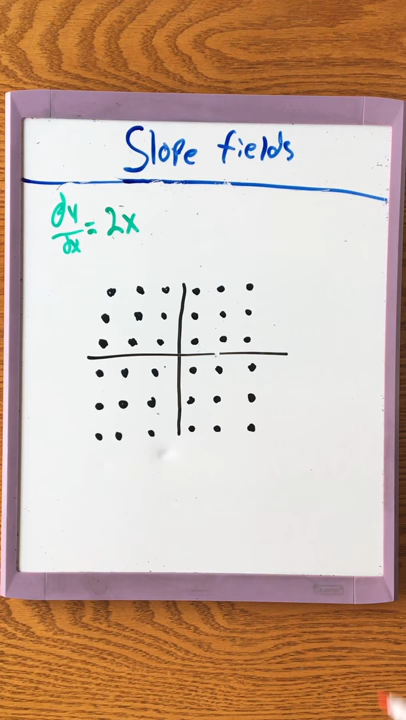 Slope fields
dy/dx = 2x